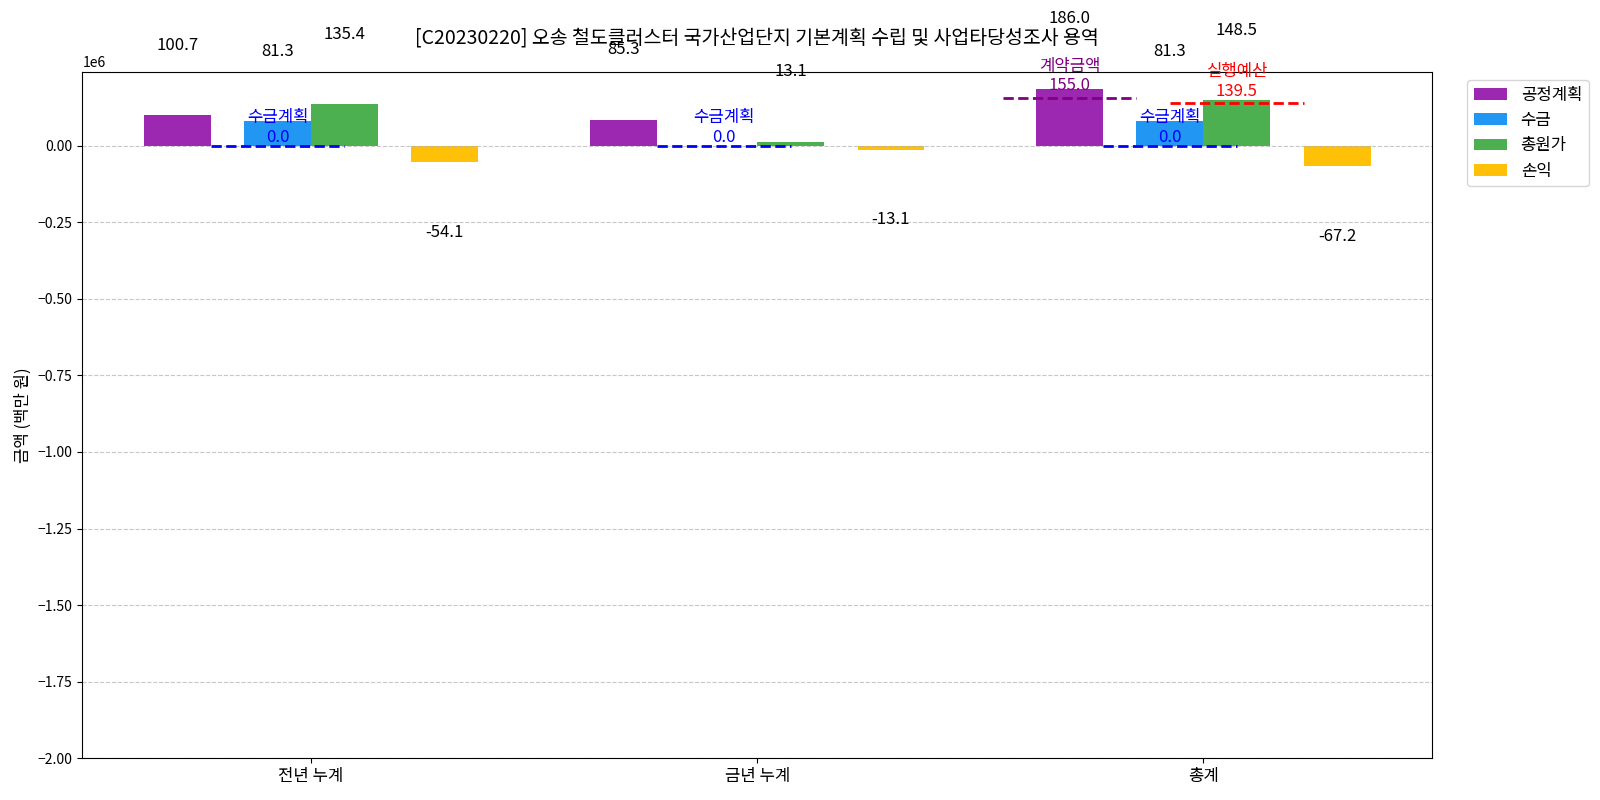 [C20230220] 오송 철도클러스터 국가산업단지 기본계획 수립 및 사업타당성조사 용역
1e6
100.7
81.3
135.4
-54.1
85.3
13.1
-13.1
186.0
81.3
148.5
-67.2
수금계획
0.0
수금계획
0.0
수금계획
0.0
계약금액
155.0
실행예산
139.5
공정계획
수금
총원가
손익
금액 (백만 원)
0.00
−0.25
−0.50
−0.75
−1.00
−1.25
−1.50
−1.75
−2.00
전년 누계
금년 누계
총계